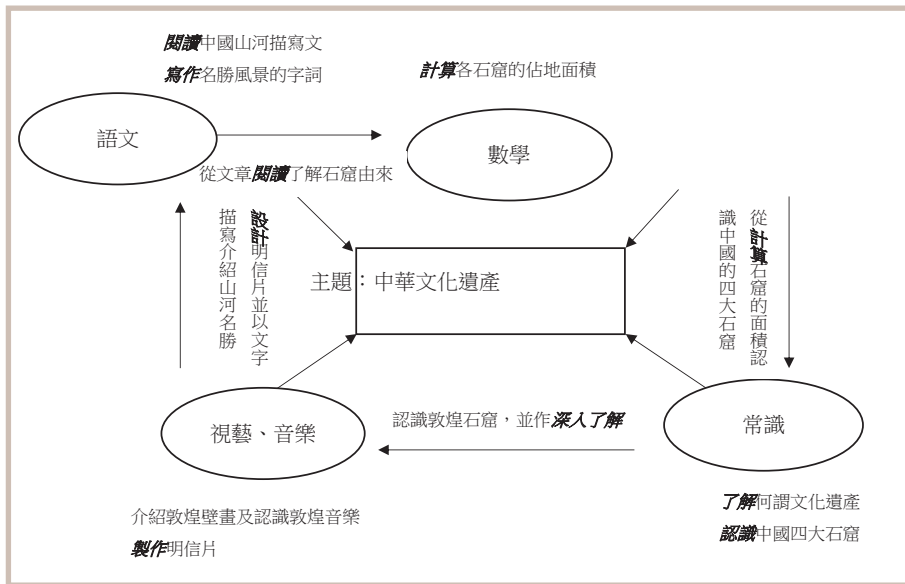 閱讀中國山河描寫文
寫作名勝風景的字詞
計算各石窟的佔地面積
語文
數學
從文章閱讀了解石窟由來
設計明信片並以文字
描寫介紹山河名勝
主題：中華文化遺產
從計算石窟的面積認
識中國的四大石窟
視藝、音樂
認識敦煌石窟，並作深入了解
常識
介紹敦煌壁畫及認識敦煌音樂
製作明信片
了解何謂文化遺產
認識中國四大石窟